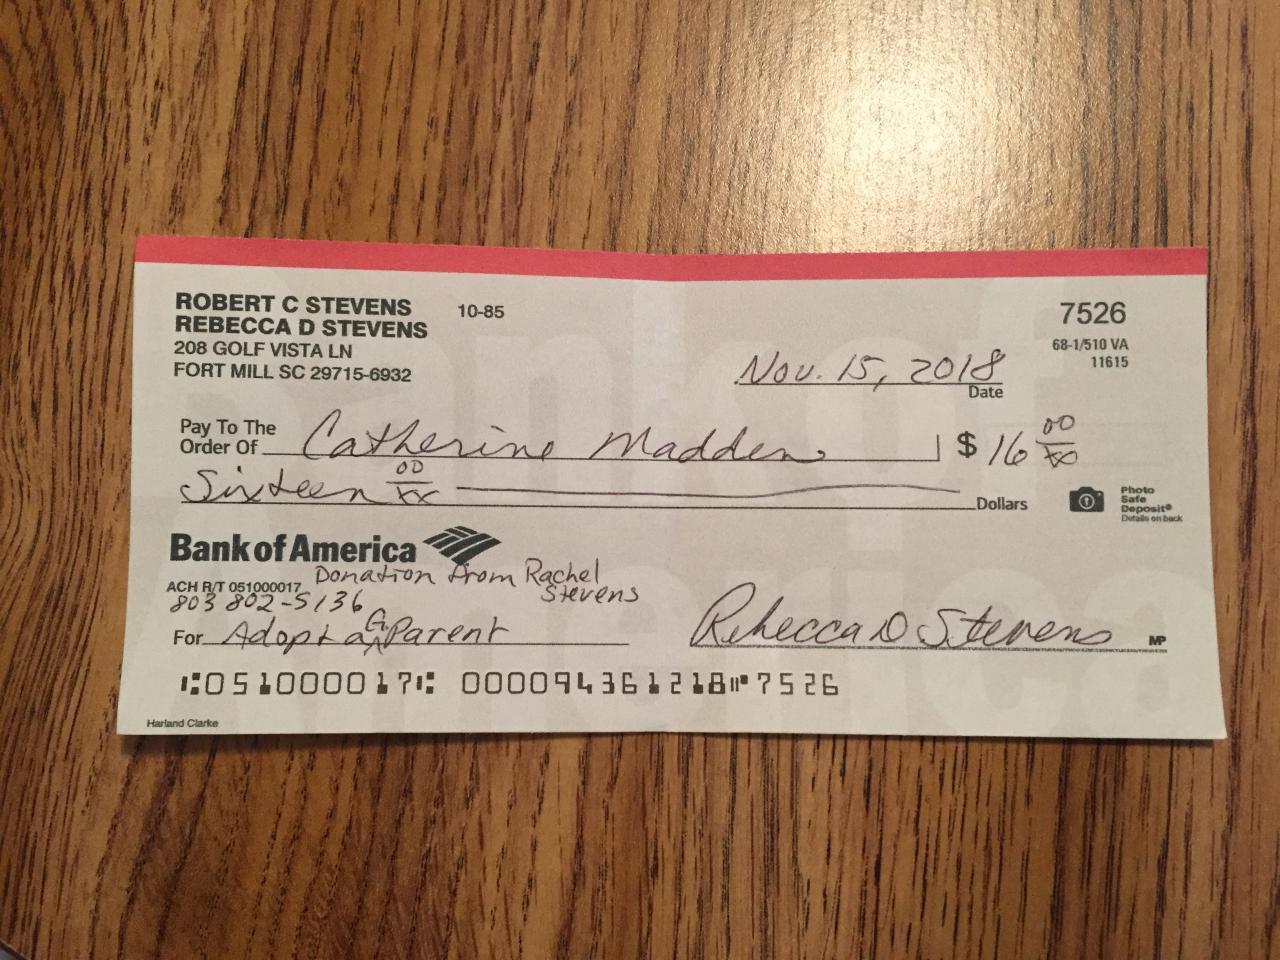 ROBERT C STEVENS 10-85 7526
REBECCA D STEVENS
208 GOLF VISTA LN 68-1/510 VA
FORT MILL SC 29715-6932 11615
Nov. 15, 2018
Date
Pay To The
Order Of Catherine Madden $ 16 00/xx
Sixteen 00/xx Dollars
Photo
Safe
Deposit®
Details on back
Bank of America
ACH R/T 051000017 Donation from Rachel
Stevens
803 802-5136
For Adopt a G.Parent Rebecca D Stevens MP
⑆051000017⑆ 000094361218⑈7526
Harland Clarke